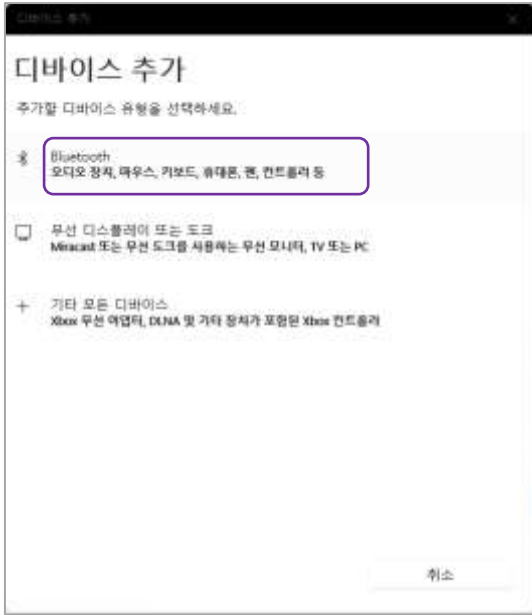 디바이스 추가
디바이스 추가
추가할 디바이스 유형을 선택하세요.
Bluetooth
오디오 장치, 마우스, 키보드, 휴대폰, 펜, 컨트롤러 등
무선 디스플레이 또는 도크
Miracast 또는 무선 도크를 사용하는 무선 모니터, TV 또는 PC
기타 모든 디바이스
Xbox 무선 어댑터, DLNA 및 기타 장치가 포함된 Xbox 컨트롤러
취소